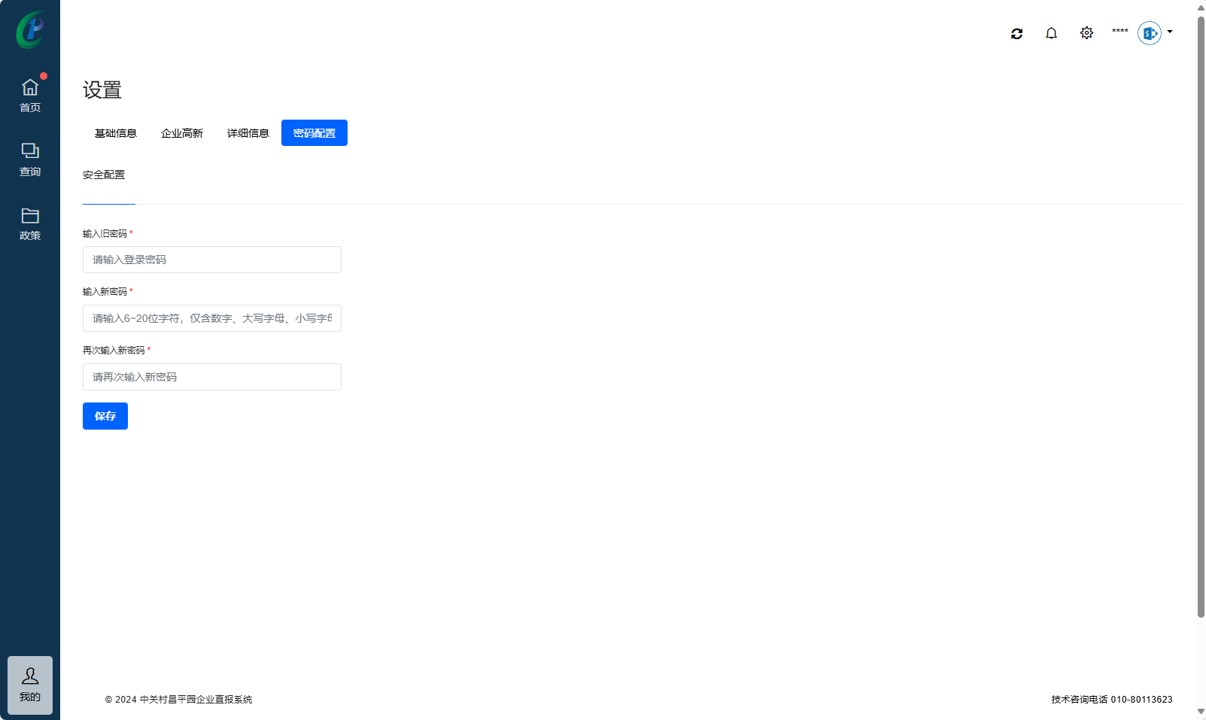 ****
首页
查询
政策
我的
设置
基础信息
企业高新
详细信息
密码配置
安全配置
输入旧密码 *
请输入登录密码
输入新密码 *
请输入6~20位字符，仅含数字、大写字母、小写字
再次输入新密码 *
请再次输入新密码
保存
© 2024 中关村昌平园企业直报系统
技术咨询电话 010-80113623